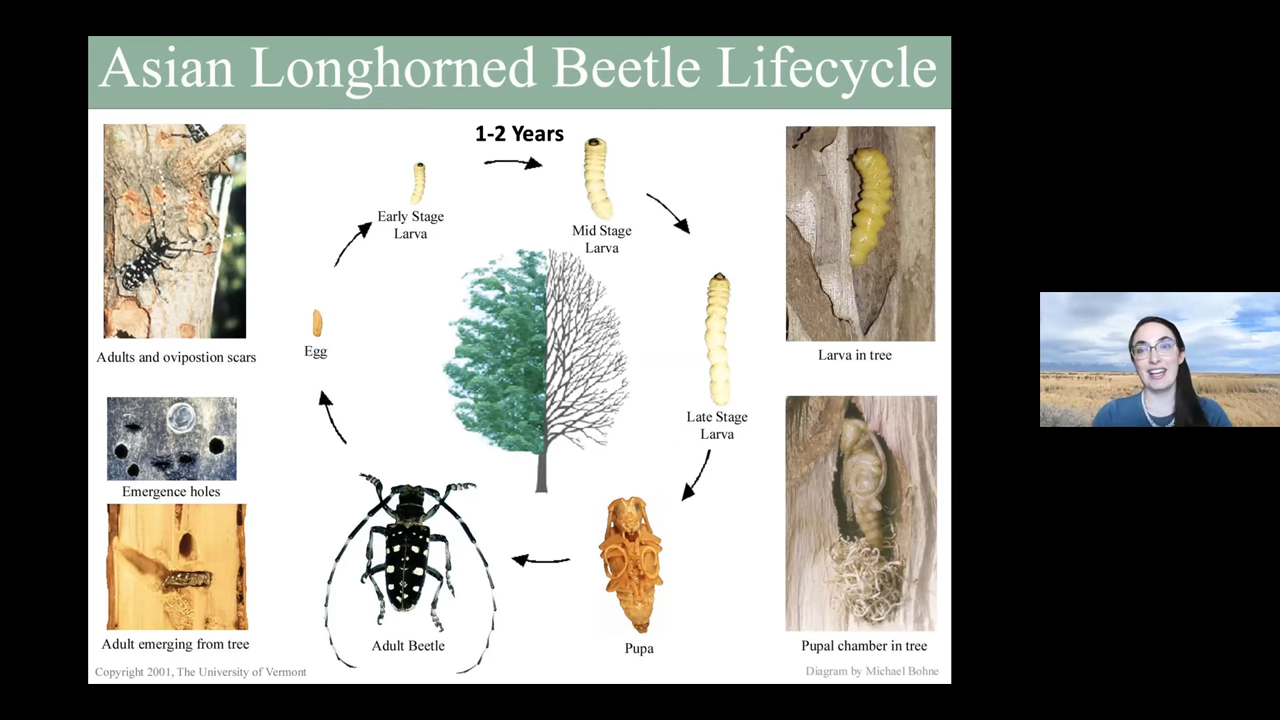 Asian Longhorned Beetle Lifecycle
1-2 Years
Early Stage
Larva
Mid Stage
Larva
Egg
Late Stage
Larva
Adults and ovipostion scars
Larva in tree
Emergence holes
Adult emerging from tree
Adult Beetle
Pupa
Pupal chamber in tree
Copyright 2001, The University of Vermont
Diagram by Michael Bohne